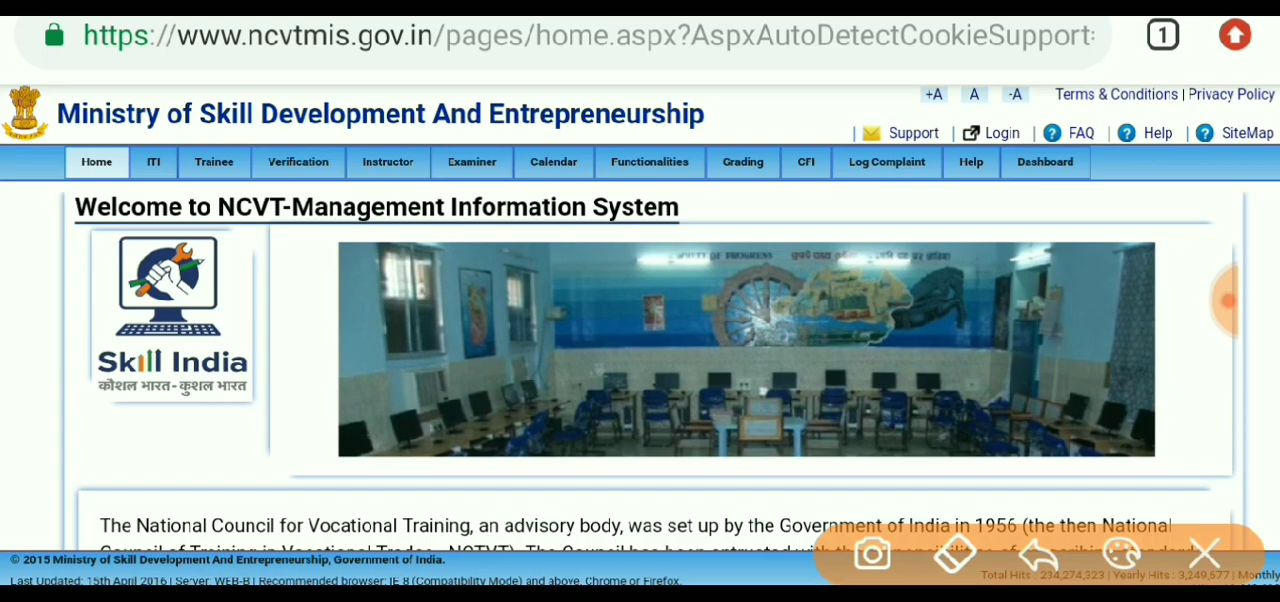 https://www.ncvtmis.gov.in/pages/home.aspx?AspxAutoDetectCookieSupport=
1
+A A -A Terms & Conditions | Privacy Policy
Ministry of Skill Development And Entrepreneurship
| Support | Login | FAQ | Help | SiteMap
Home ITI Trainee Verification Instructor Examiner Calendar Functionalities Grading CFI Log Complaint Help Dashboard
Welcome to NCVT-Management Information System
OF PROGRESS
Skill India
कौशल भारत-कुशल भारत
The National Council for Vocational Training, an advisory body, was set up by the Government of India in 1956 (the then National
© 2015 Ministry of Skill Development And Entrepreneurship, Government of India.
Last Updated: 15th April 2016 | Server: WEB-B | Recommended browser: IE 8 (Compatibility Mode) and above, Chrome or Firefox.
Total Hits : 234,274,323 | Yearly Hits : 3,249,677 | Monthly